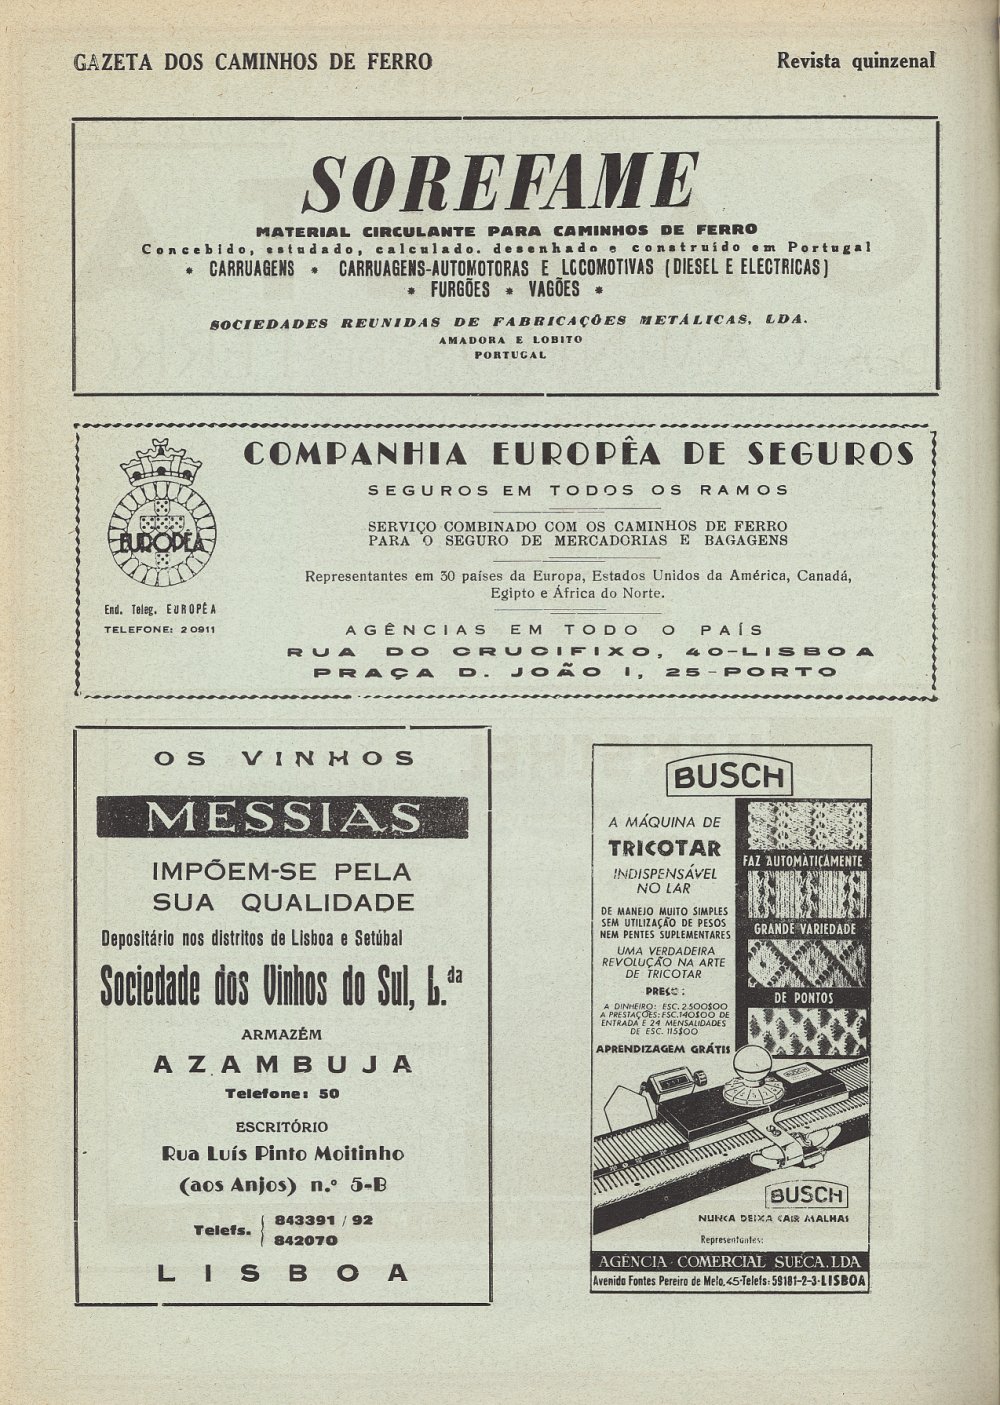 GAZETA DOS CAMINHOS DE FERRO
Revista quinzenal
SOREFAME
MATERIAL CIRCULANTE PARA CAMINHOS DE FERRO
Concebido, estudado, calculado. desenhado e construído em Portugal
* CARRUAGENS * CARRUAGENS-AUTOMOTORAS E LOCOMOTIVAS (DIESEL E ELECTRICAS)
* FURGÕES * VAGÕES *
SOCIEDADES REUNIDAS DE FABRICAÇÕES METÁLICAS, LDA.
AMADORA E LOBITO
PORTUGAL
EUROPÊA
End. Teleg. EUROPÊA
TELEFONE: 20911
COMPANHIA EUROPÊA DE SEGUROS
SEGUROS EM TODOS OS RAMOS
SERVIÇO COMBINADO COM OS CAMINHOS DE FERRO
PARA O SEGURO DE MERCADORIAS E BAGAGENS
Representantes em 30 países da Europa, Estados Unidos da América, Canadá,
Egipto e África do Norte.
AGÊNCIAS EM TODO O PAÍS
RUA DO CRUCIFIXO, 40-LISBOA
PRAÇA D. JOÃO I, 25-PORTO
OS VINHOS
MESSIAS
IMPÕEM-SE PELA
SUA QUALIDADE
Depositário nos distritos de Lisboa e Setúbal
Sociedade dos Vinhos do Sul, L.da
ARMAZÉM
AZAMBUJA
Telefone: 50
ESCRITÓRIO
Rua Luís Pinto Moitinho
(aos Anjos) n.º 5-B
Telefs. { 843391 / 92
842070
LISBOA
BUSCH
A MÁQUINA DE
TRICOTAR
INDISPENSÁVEL
NO LAR
DE MANEJO MUITO SIMPLES
SEM UTILIZAÇÃO DE PESOS
NEM PENTES SUPLEMENTARES
UMA VERDADEIRA
REVOLUÇÃO NA ARTE
DE TRICOTAR
PREÇO:
A DINHEIRO: ESC. 2.500$00
A PRESTAÇÕES: ESC. 140$00 DE
ENTRADA E 24 MENSALIDADES
DE ESC. 115$00
APRENDIZAGEM GRÁTIS
FAZ AUTOMÀTICAMENTE
GRANDE VARIEDADE
DE PONTOS
BUSCH
BUSCH
NUNCA DEIXA CAIR MALHAS
Representantes:
AGÊNCIA COMERCIAL SUECA, LDA
Avenida Fontes Pereira de Melo, 45-Telefs: 59181-2-3-LISBOA